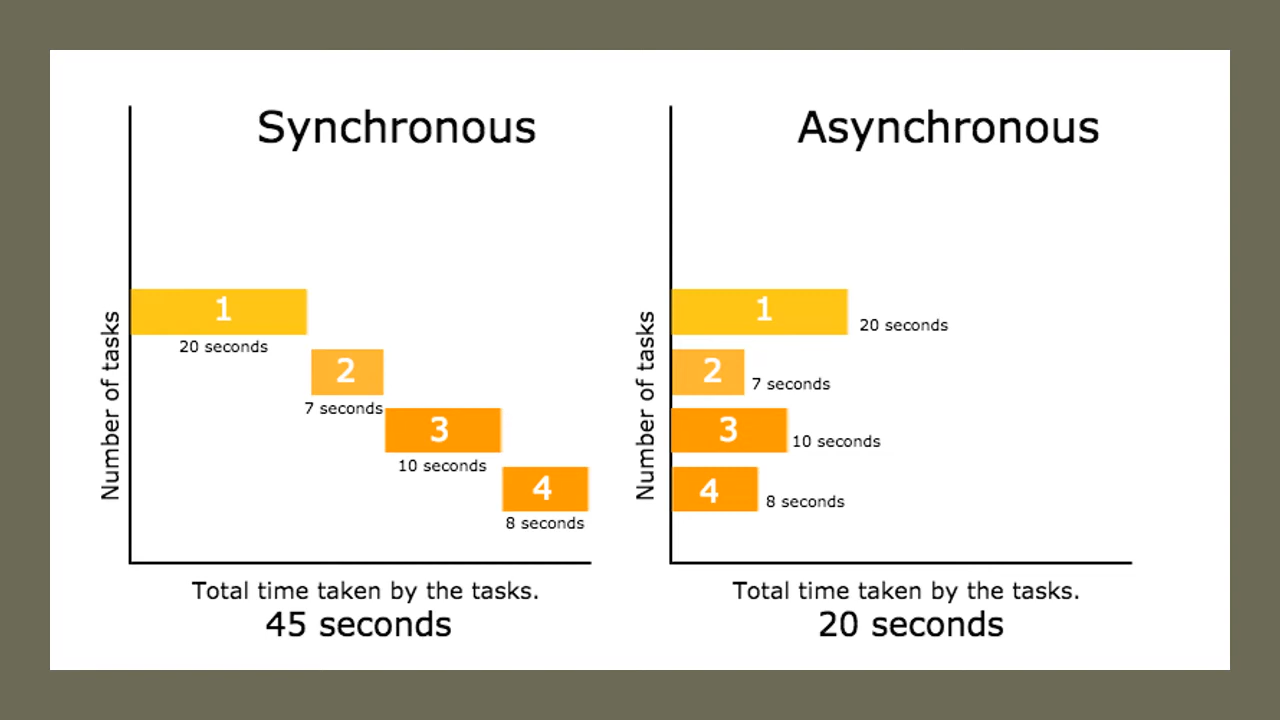 Synchronous
Number of tasks
1
20 seconds
2
7 seconds
3
10 seconds
4
8 seconds
Total time taken by the tasks.
45 seconds
Asynchronous
Number of tasks
1
20 seconds
2
7 seconds
3
10 seconds
4
8 seconds
Total time taken by the tasks.
20 seconds